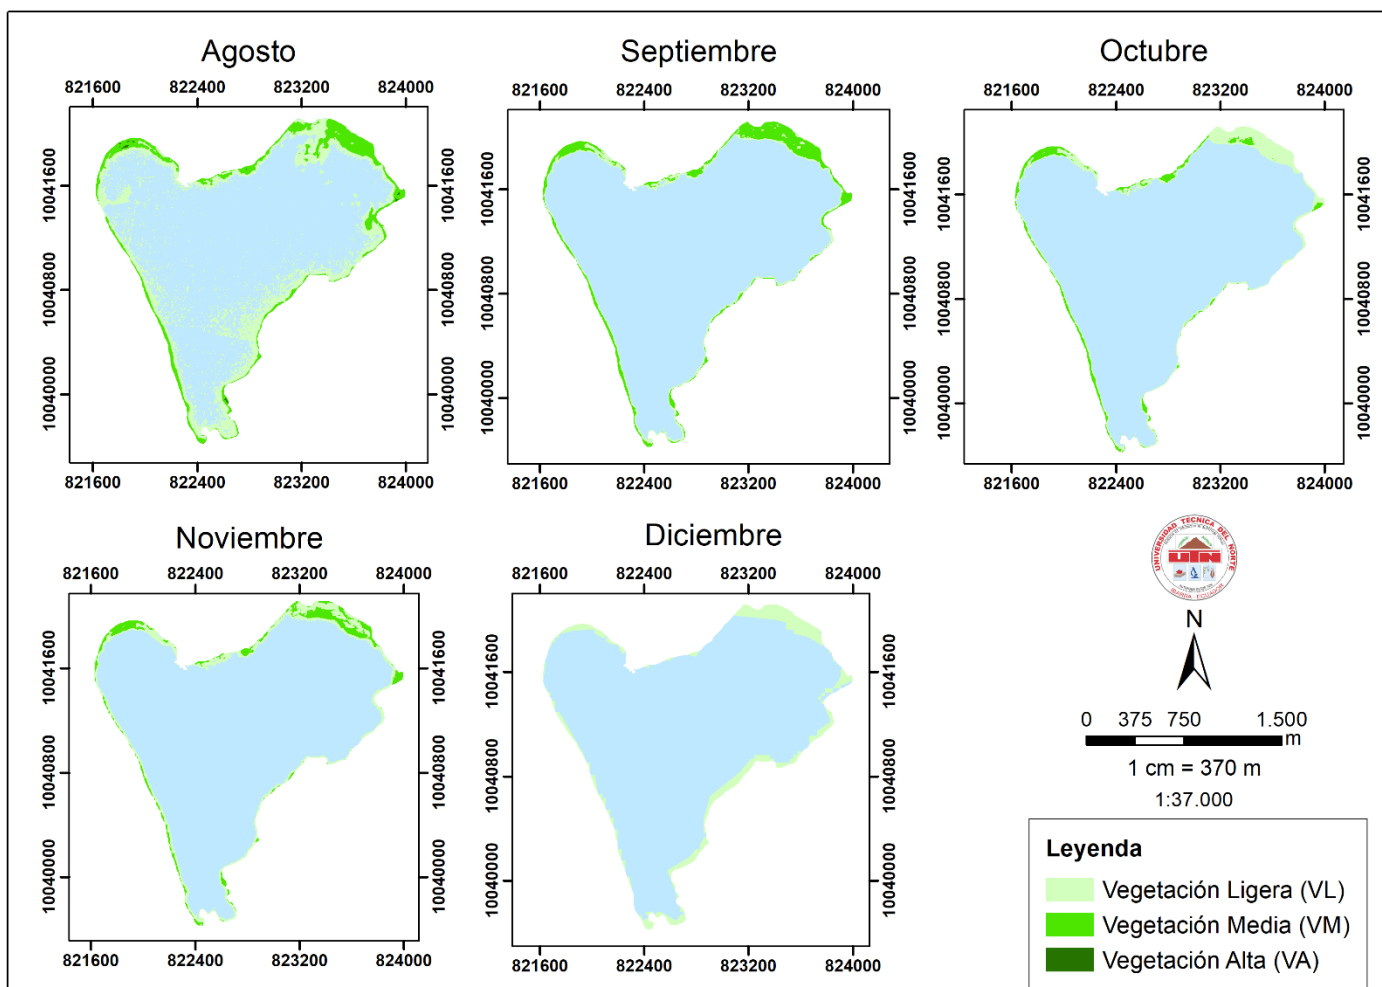 Agosto
821600 822400 823200 824000
10041600 10041600
10040800 10040800
10040000 10040000
821600 822400 823200 824000
Septiembre
821600 822400 823200 824000
10041600 10041600
10040800 10040800
10040000 10040000
821600 822400 823200 824000
Octubre
821600 822400 823200 824000
10041600 10041600
10040800 10040800
10040000 10040000
821600 822400 823200 824000
Noviembre
821600 822400 823200 824000
10041600 10041600
10040800 10040800
10040000 10040000
821600 822400 823200 824000
Diciembre
821600 822400 823200 824000
10041600 10041600
10040800 10040800
10040000 10040000
821600 822400 823200 824000
UNIVERSIDAD TECNICA DEL NORTE
UTN
IBARRA - ECUADOR
N
0 375 750 1.500
m
1 cm = 370 m
1:37.000
Leyenda
Vegetación Ligera (VL)
Vegetación Media (VM)
Vegetación Alta (VA)